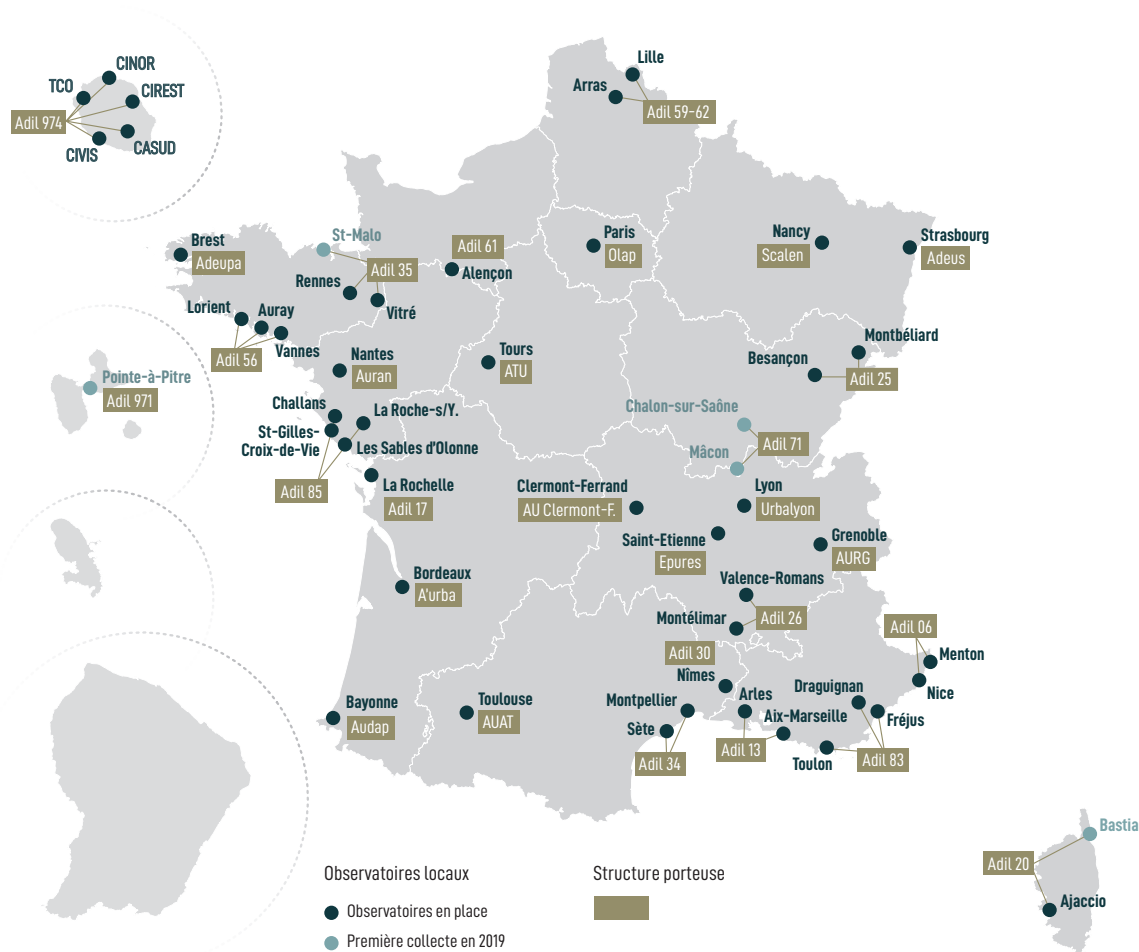 CINOR
TCO
CIREST
Adil 974
CIVIS
CASUD
Lille
Arras
Adil 59-62
St-Malo
Brest
Adeupa
Adil 61
Alençon
Adil 35
Rennes
Vitré
Paris
Olap
Nancy
Scalen
Strasbourg
Adeus
Lorient
Auray
Vannes
Adil 56
Nantes
Auran
Tours
ATU
Montbéliard
Besançon
Adil 25
Pointe-à-Pitre
Adil 971
Challans
La Roche-s/Y.
St-Gilles-
Croix-de-Vie
Les Sables d'Olonne
Adil 85
La Rochelle
Adil 17
Chalon-sur-Saône
Adil 71
Mâcon
Clermont-Ferrand
AU Clermont-F.
Lyon
Urbalyon
Saint-Etienne
Epures
Grenoble
AURG
Bordeaux
A'urba
Valence-Romans
Adil 26
Montélimar
Adil 30
Nîmes
Adil 06
Menton
Nice
Bayonne
Audap
Toulouse
AUAT
Montpellier
Sète
Adil 34
Arles
Aix-Marseille
Adil 13
Draguignan
Fréjus
Toulon
Adil 83
Bastia
Adil 20
Ajaccio
Observatoires locaux
Observatoires en place
Première collecte en 2019
Structure porteuse